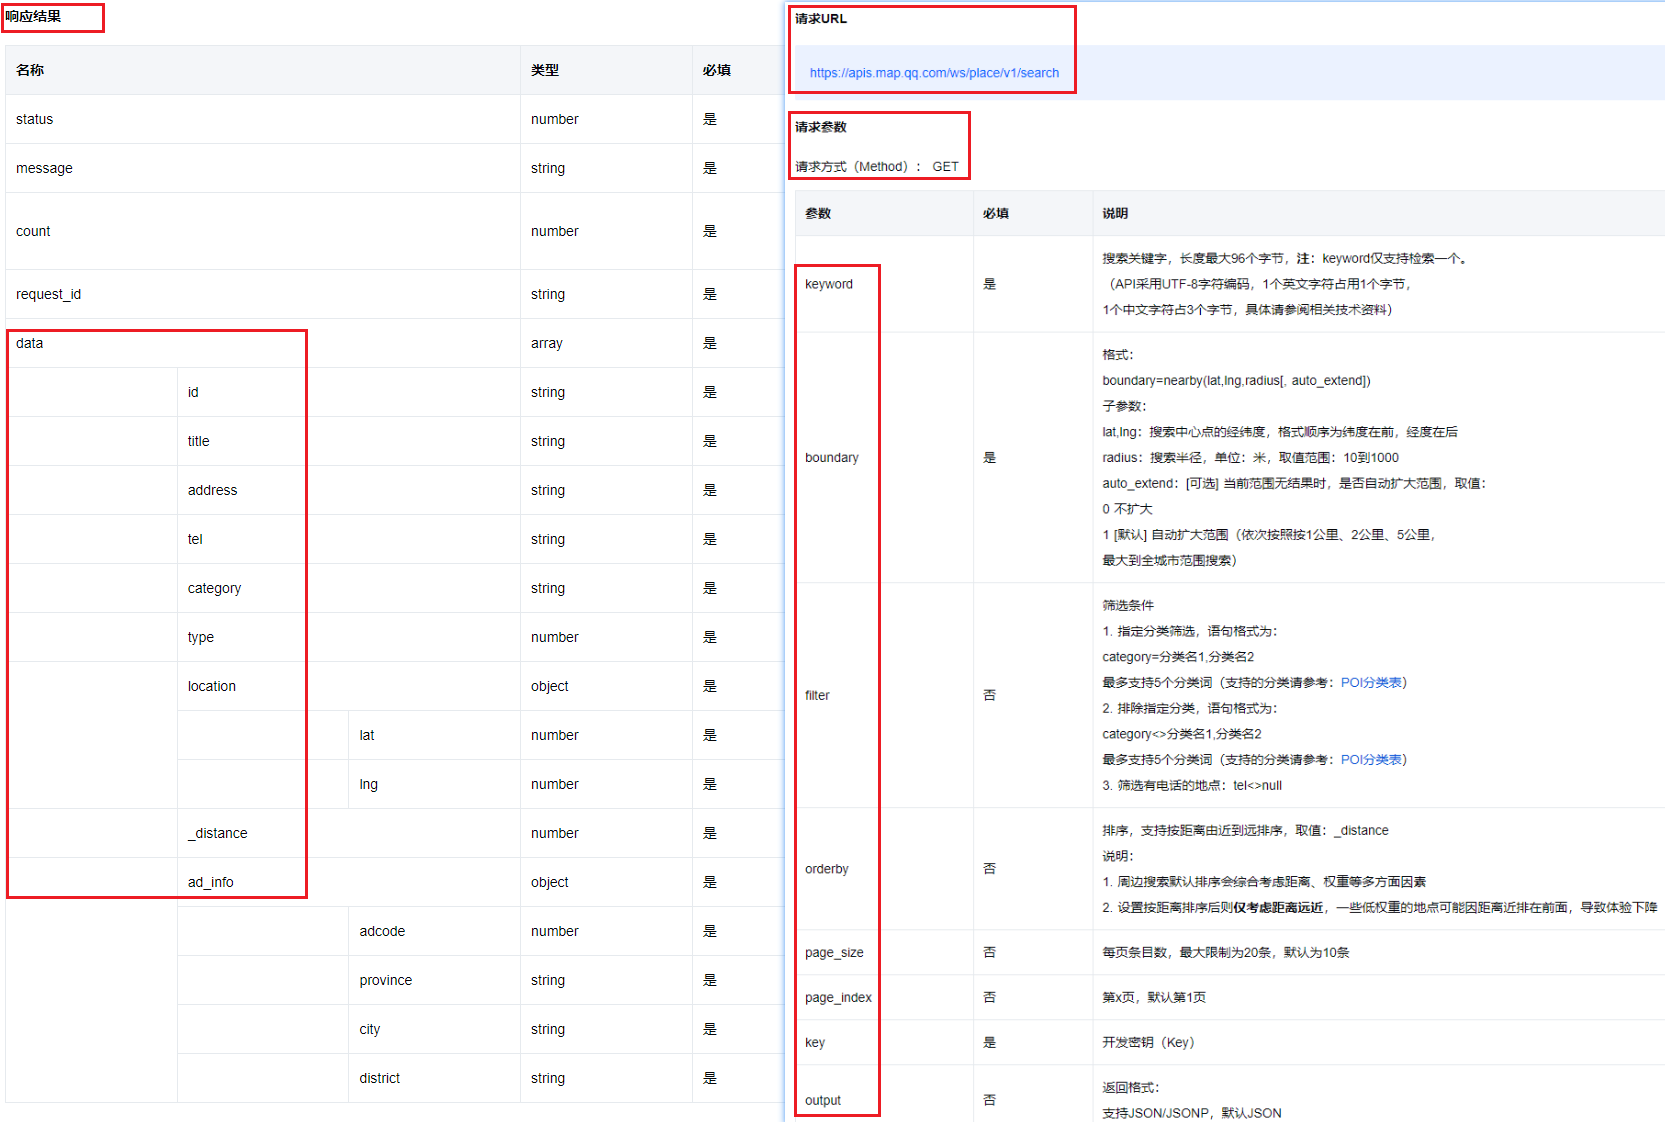 响应结果
名称 类型 必填
status number 是
message string 是
count number 是
request_id string 是
data array 是
id string 是
title string 是
address string 是
tel string 是
category string 是
type number 是
location object 是
lat number 是
lng number 是
_distance number 是
ad_info object 是
adcode number 是
province string 是
city string 是
district string 是
请求URL
https://apis.map.qq.com/ws/place/v1/search
请求参数
请求方式（Method）： GET
参数 必填 说明
keyword 是
搜索关键字，长度最大96个字节，注：keyword仅支持检索一个。
（API采用UTF-8字符编码，1个英文字符占用1个字节，
1个中文字符占3个字节，具体请参阅相关技术资料）
boundary 是
格式：
boundary=nearby(lat,lng,radius[, auto_extend])
子参数：
lat,lng：搜索中心点的经纬度，格式顺序为纬度在前，经度在后
radius：搜索半径，单位：米，取值范围：10到1000
auto_extend：[可选] 当前范围无结果时，是否自动扩大范围，取值：
0 不扩大
1 [默认] 自动扩大范围（依次按照按1公里、2公里、5公里，
最大到全城市范围搜索）
filter 否
筛选条件
1. 指定分类筛选，语句格式为：
category=分类名1,分类名2
最多支持5个分类词（支持的分类请参考：POI分类表）
2. 排除指定分类，语句格式为：
category<>分类名1,分类名2
最多支持5个分类词（支持的分类请参考：POI分类表）
3. 筛选有电话的地点：tel<>null
orderby 否
排序，支持按距离由近到远排序，取值：_distance
说明：
1. 周边搜索默认排序会综合考虑距离、权重等多方面因素
2. 设置按距离排序后则仅考虑距离远近，一些低权重的地点可能因距离近排在前面，导致体验下降
page_size 否 每页条目数，最大限制为20条，默认为10条
page_index 否 第x页，默认第1页
key 是 开发密钥（Key）
output 否
返回格式：
支持JSON/JSONP，默认JSON